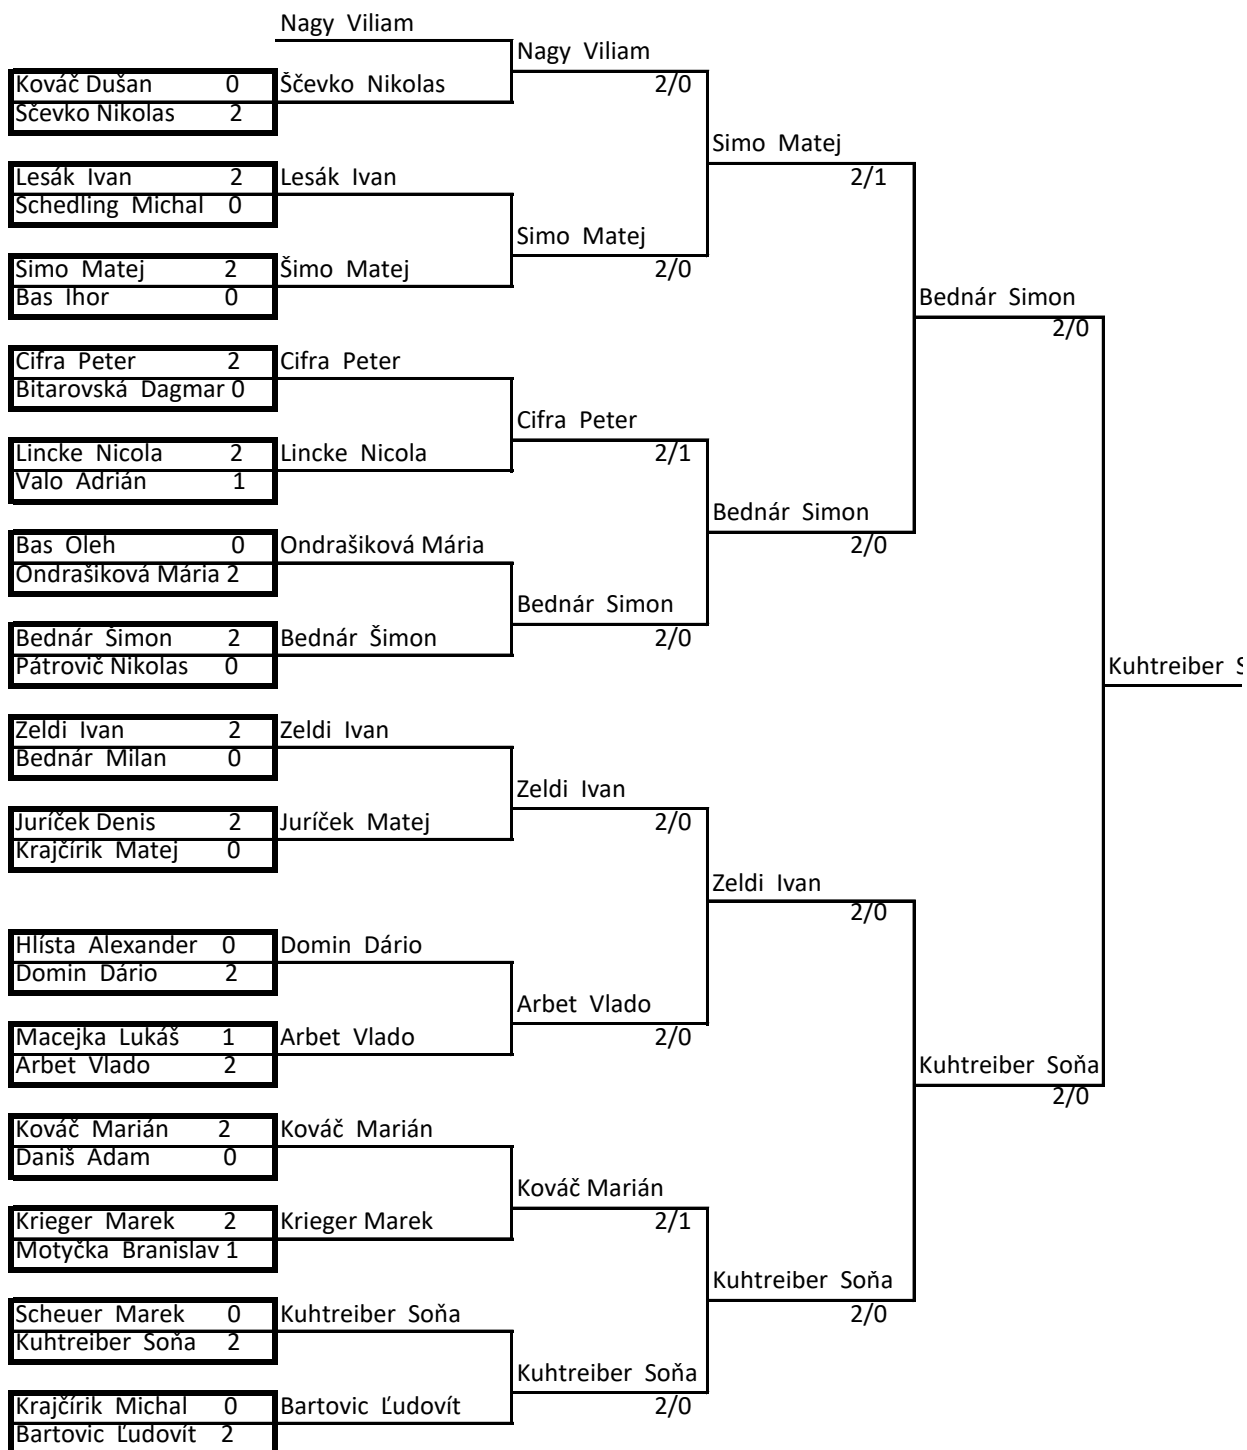 Nagy Viliam
Nagy Viliam
Kováč Dušan 0 Ščevko Nikolas 2/0
Sčevko Nikolas 2
Simo Matej
Lesák Ivan 2 Lesák Ivan 2/1
Schedling Michal 0
Simo Matej
Simo Matej 2 Šimo Matej 2/0
Bas Ihor 0 Bednár Simon
2/0
Cifra Peter 2 Cifra Peter
Bitarovská Dagmar 0
Cifra Peter
Lincke Nicola 2 Lincke Nicola 2/1
Valo Adrián 1
Bednár Simon
Bas Oleh 0 Ondrašiková Mária 2/0
Ondrašiková Mária 2
Bednár Simon
Bednár Šimon 2 Bednár Šimon 2/0
Pátrovič Nikolas 0 Kuhtreiber S
Zeldi Ivan 2 Zeldi Ivan
Bednár Milan 0
Zeldi Ivan
Juríček Denis 2 Juríček Matej 2/0
Krajčírik Matej 0
Zeldi Ivan
2/0
Hlísta Alexander 0 Domin Dário
Domin Dário 2
Arbet Vlado
Macejka Lukáš 1 Arbet Vlado 2/0
Arbet Vlado 2 Kuhtreiber Soňa
2/0
Kováč Marián 2 Kováč Marián
Daniš Adam 0
Kováč Marián
Krieger Marek 2 Krieger Marek 2/1
Motyčka Branislav 1
Kuhtreiber Soňa
Scheuer Marek 0 Kuhtreiber Soňa 2/0
Kuhtreiber Soňa 2
Kuhtreiber Soňa
Krajčírik Michal 0 Bartovic Ľudovít 2/0
Bartovic Ľudovít 2